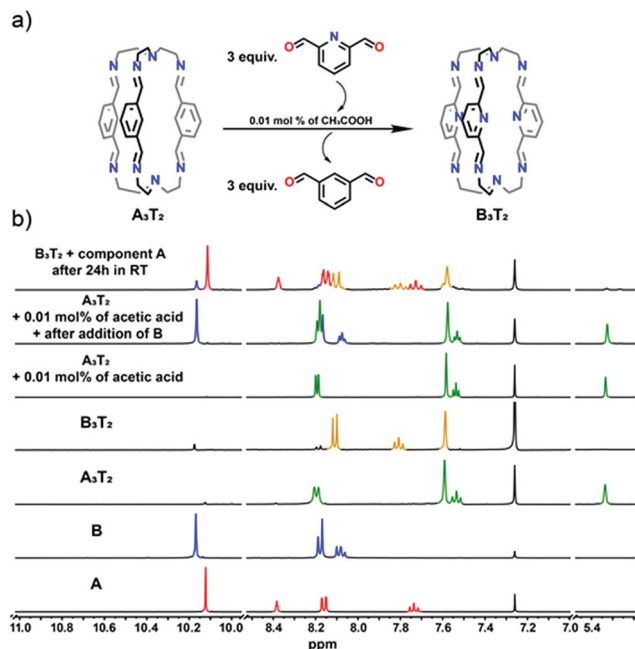 a)
O N O
3 equiv.
0.01 mol % of CH₃COOH
3 equiv.
O O
N N N
N N N
N N N
N N N
A₃T₂
N N N
N N N
N N N
N N N
B₃T₂
b)
B₃T₂ + component A
after 24h in RT
A₃T₂
+ 0.01 mol% of acetic acid
+ after addition of B
A₃T₂
+ 0.01 mol% of acetic acid
B₃T₂
A₃T₂
B
A
11.0 10.8 10.6 10.4 10.2 10.0 8.4 8.2 8.0 7.8 7.6 7.4 7.2 7.0 5.4
ppm